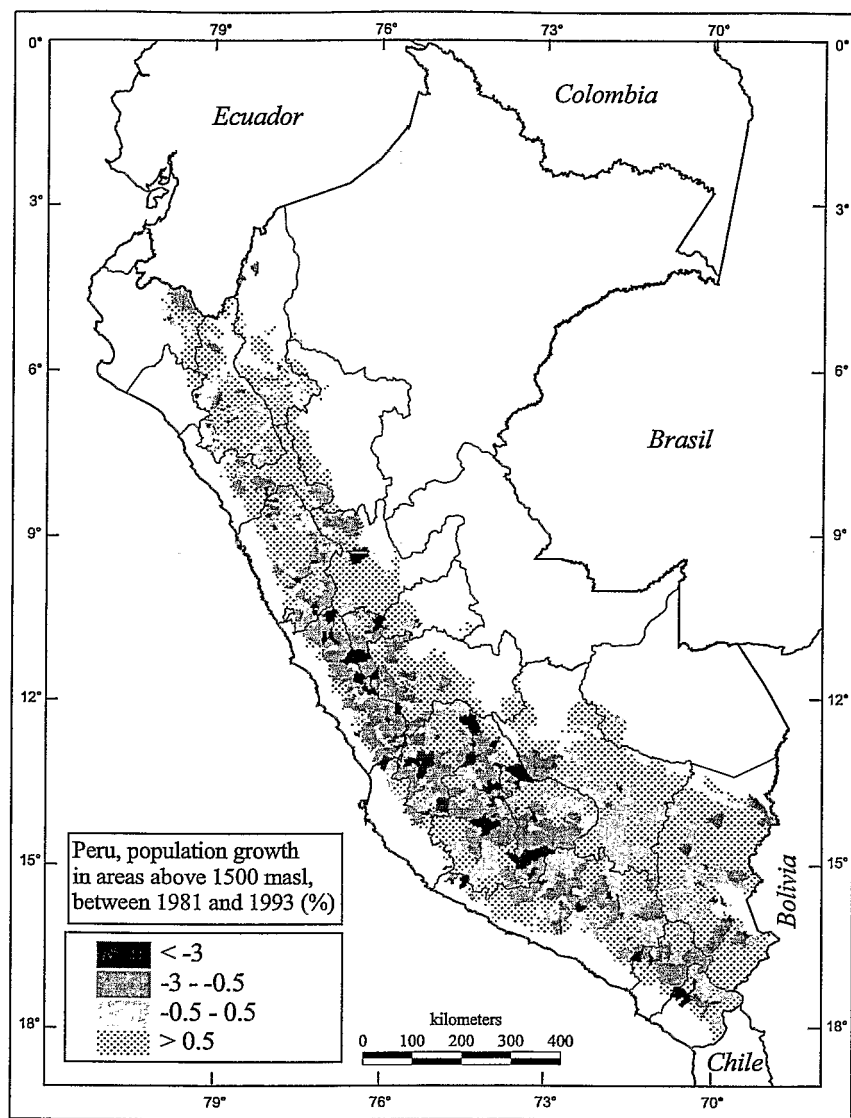 79°
76°
73°
70°
0°
0°
Colombia
Ecuador
3°
3°
6°
6°
Brasil
9°
9°
12°
12°
Peru, population growth
in areas above 1500 masl,
between 1981 and 1993 (%)
15°
15°
Bolivia
< -3
-3 - -0.5
-0.5 - 0.5
> 0.5
kilometers
0 100 200 300 400
18°
18°
Chile
79°
76°
73°
70°